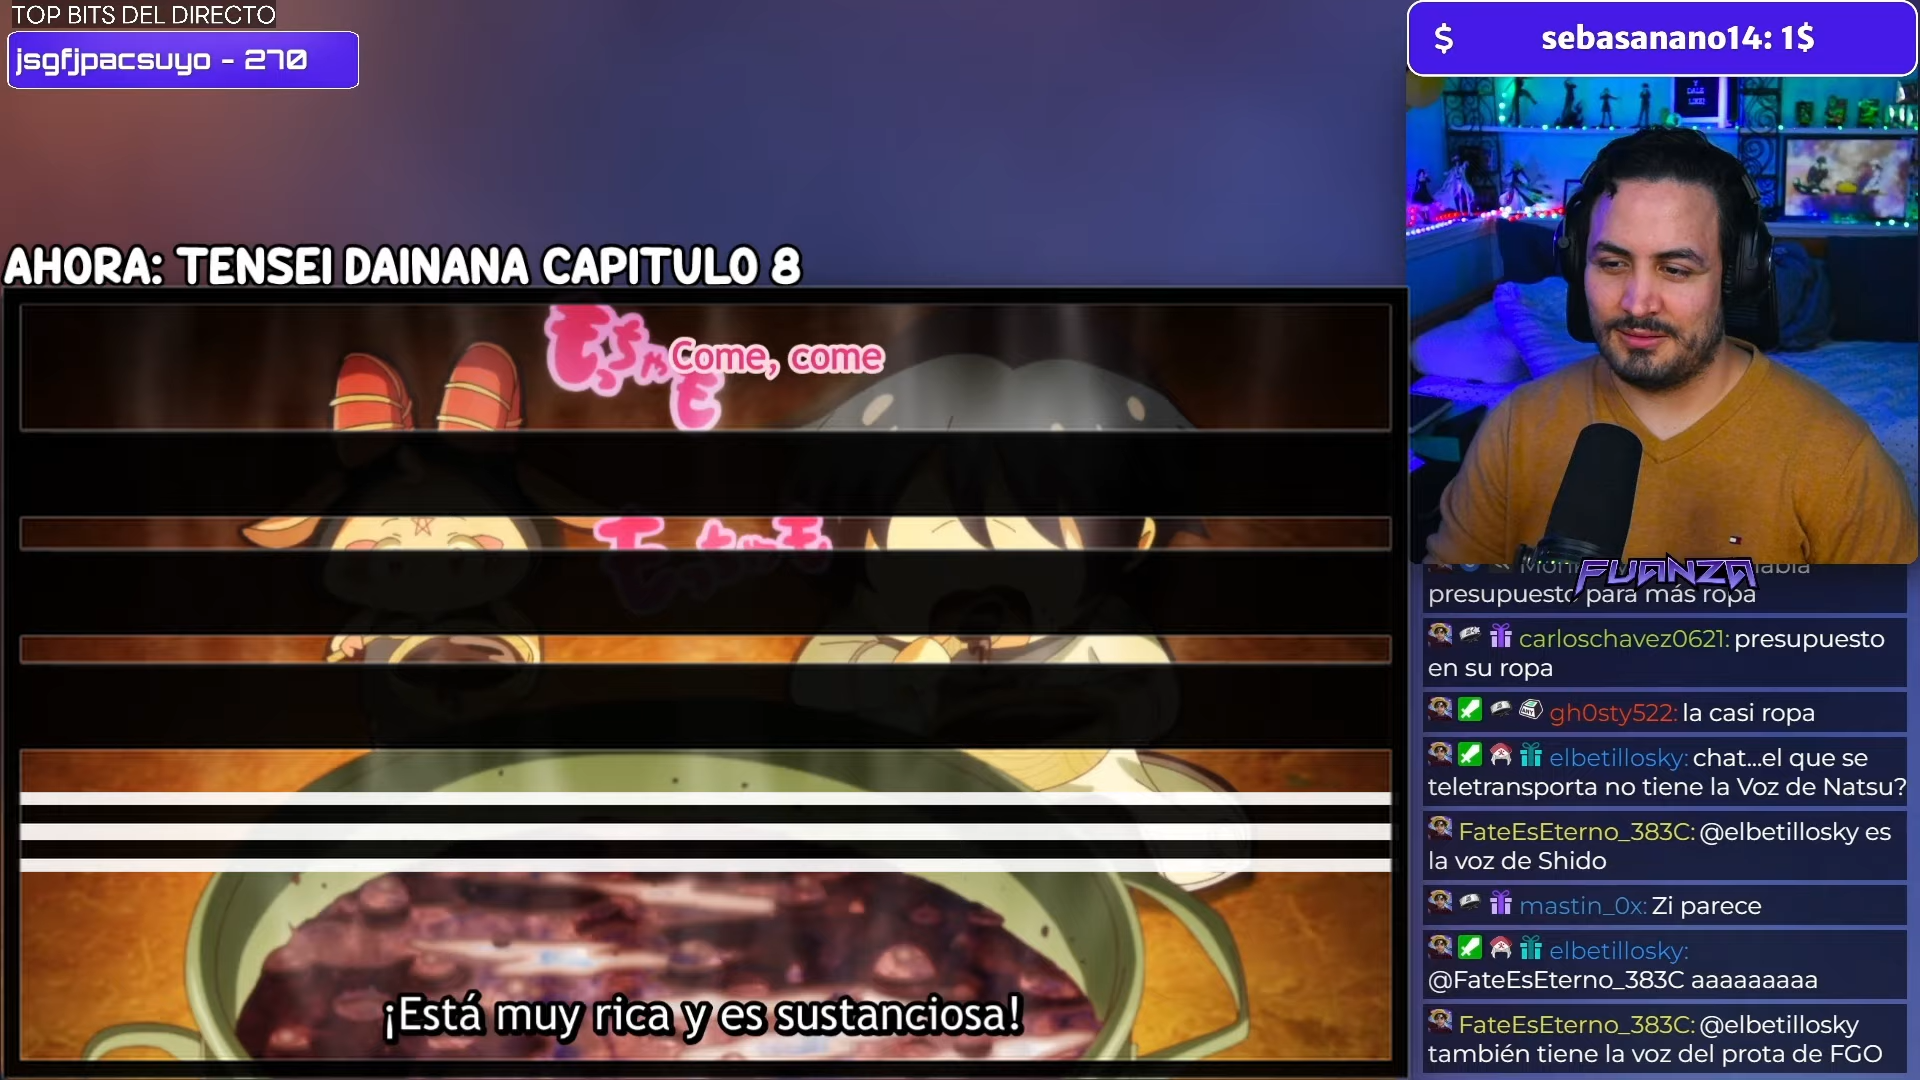 TOP BITS DEL DIRECTO
jsgfjpacsuyo - 270
$ sebasanano14: 1$
AHORA: TENSEI DAINANA CAPITULO 8
Come, come
¡Está muy rica y es sustanciosa!
FUANZA
presupuesto para más ropa
carloschavez0621: presupuesto
en su ropa
gh0sty522: la casi ropa
elbetillosky: chat...el que se
teletransporta no tiene la Voz de Natsu?
FateEsEterno_383C: @elbetillosky es
la voz de Shido
mastin_0x: Zi parece
elbetillosky:
@FateEsEterno_383C aaaaaaaaa
FateEsEterno_383C: @elbetillosky
también tiene la voz del prota de FGO